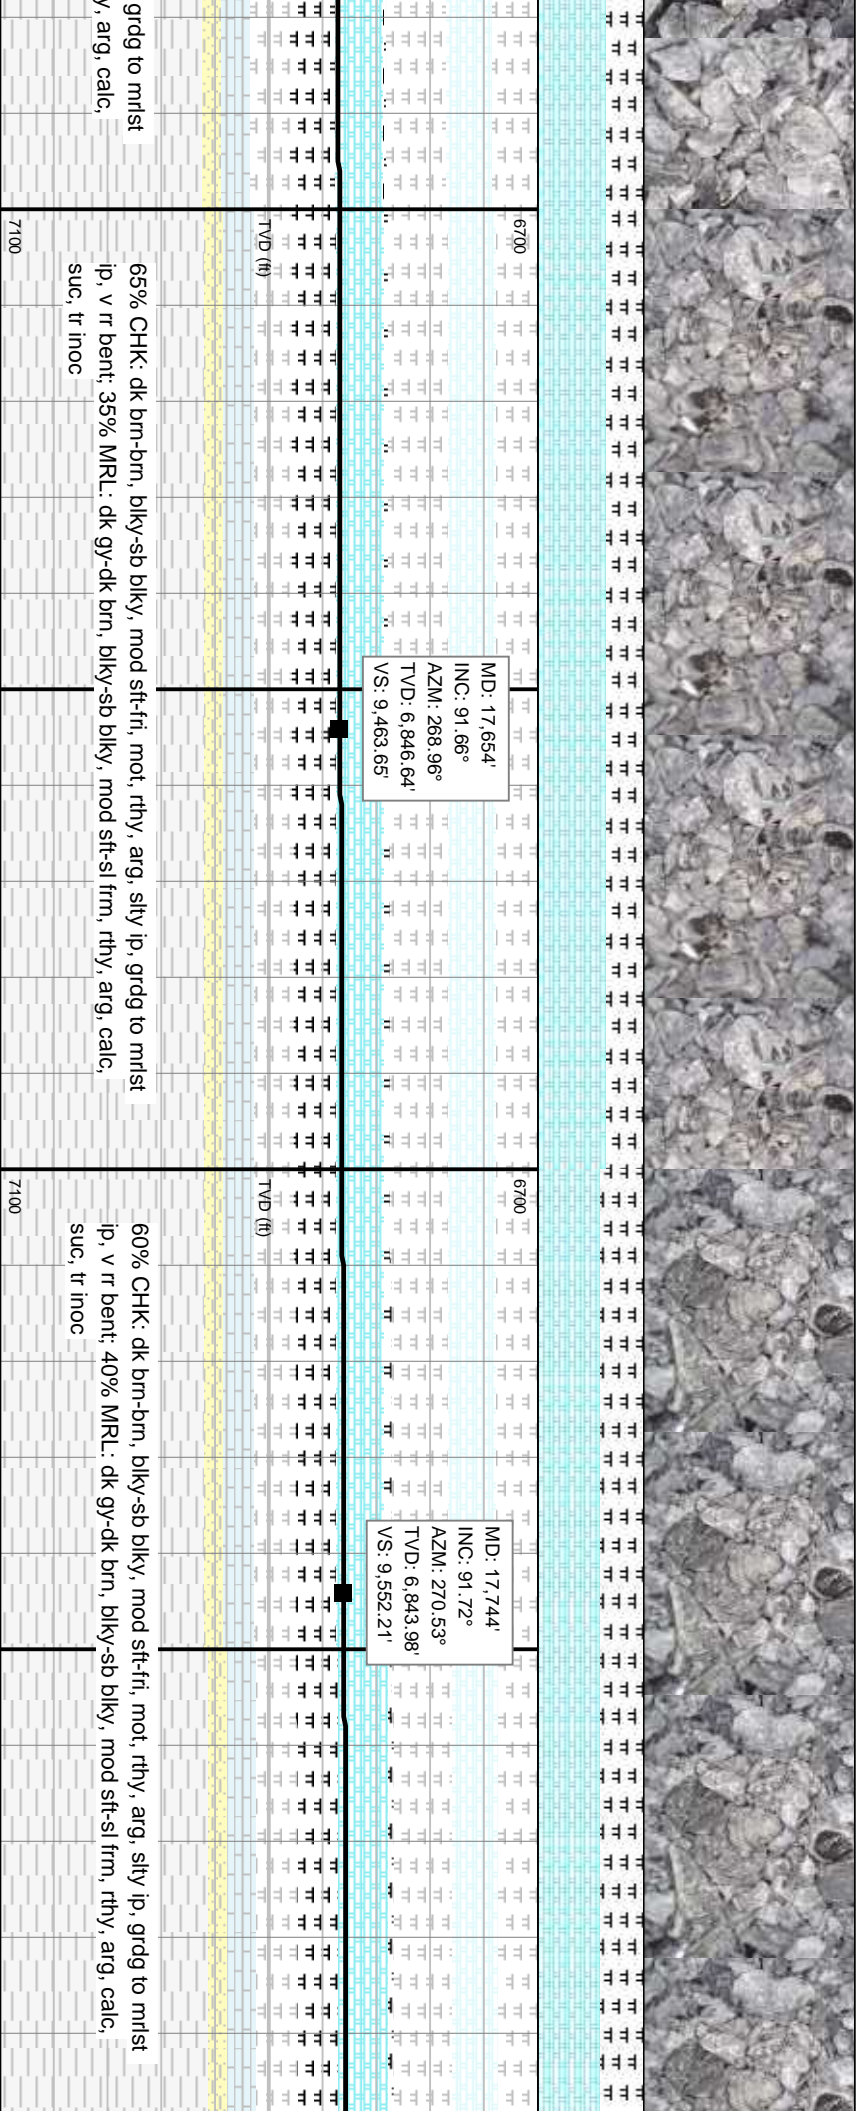 grdg to mrlst
, arg, calc,
6700
TVD (ft)
7100
65% CHK: dk brn-brn, blky-sb blky, mod sft-fri, mot, rthy, arg, slty ip, grdg to mrlst
ip, v rr bent; 35% MRL: dk gy-dk brn, blky-sb blky, mod sft-sl frm, rthy, arg, calc,
suc, tr inoc
MD: 17,654'
INC: 91.66°
AZM: 268.96°
TVD: 6,846.64'
VS: 9,463.65'
6700
TVD (ft)
7100
60% CHK: dk brn-brn, blky-sb blky, mod sft-fri, mot, rthy, arg, slty ip, grdg to mrlst
ip, v rr bent; 40% MRL: dk gy-dk brn, blky-sb blky, mod sft-sl frm, rthy, arg, calc,
suc, tr inoc
MD: 17,744'
INC: 91.72°
AZM: 270.53°
TVD: 6,843.98'
VS: 9,552.21'